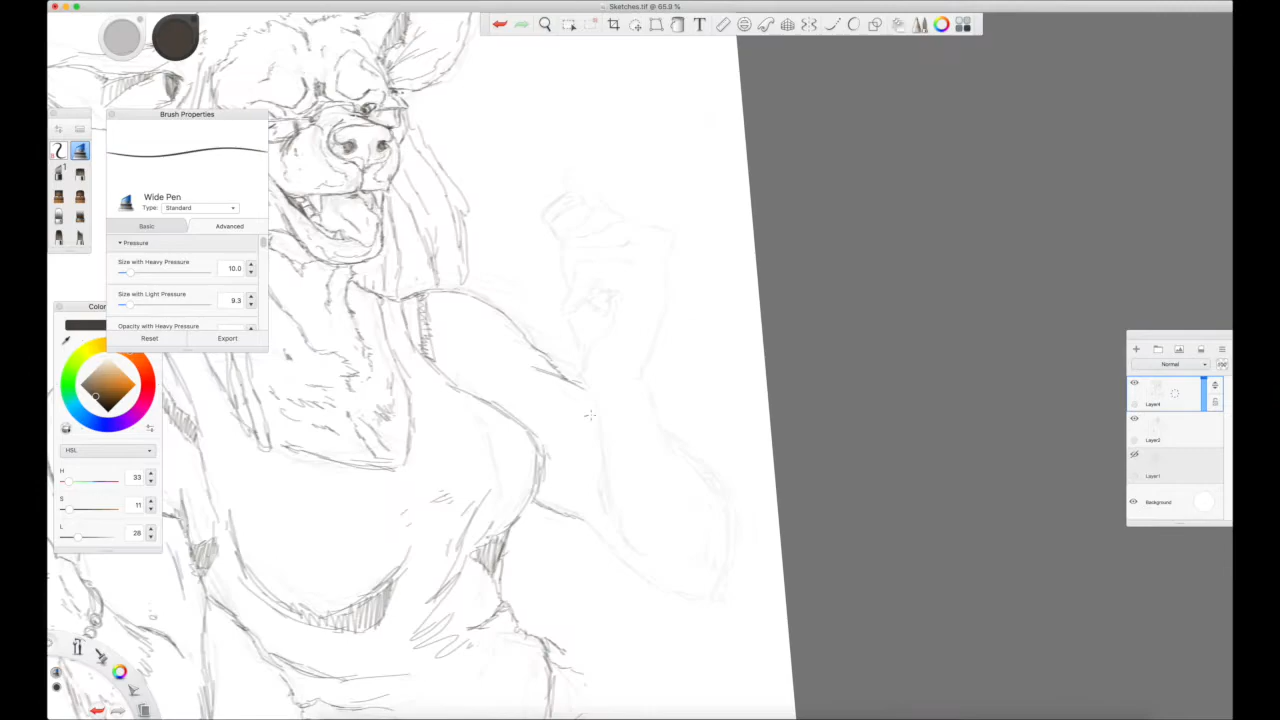 Sketches.tif @ 65.9 %
Brush Properties
Wide Pen
Type: Standard
Basic Advanced
Pressure
Size with Heavy Pressure
10.0
Size with Light Pressure
9.3
Opacity with Heavy Pressure
Reset Export
Color
HSL
H 33
S 11
L 28
Normal 100
Layer4
Layer1
Background